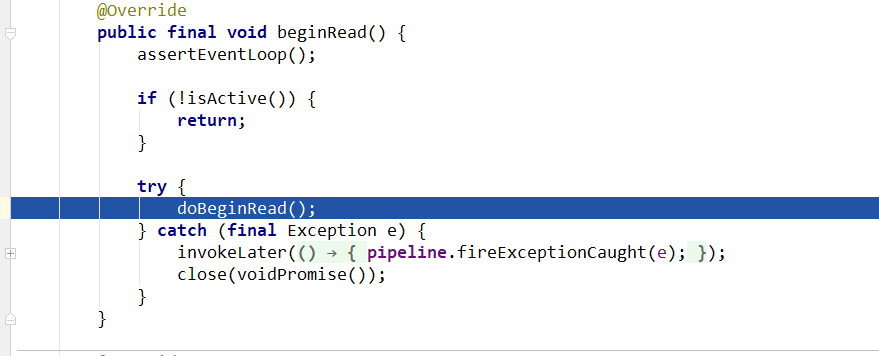 @Override
public final void beginRead() {
assertEventLoop();
if (!isActive()) {
return;
}
try {
doBeginRead();
} catch (final Exception e) {
invokeLater(() → { pipeline.fireExceptionCaught(e); });
close(voidPromise());
}
}